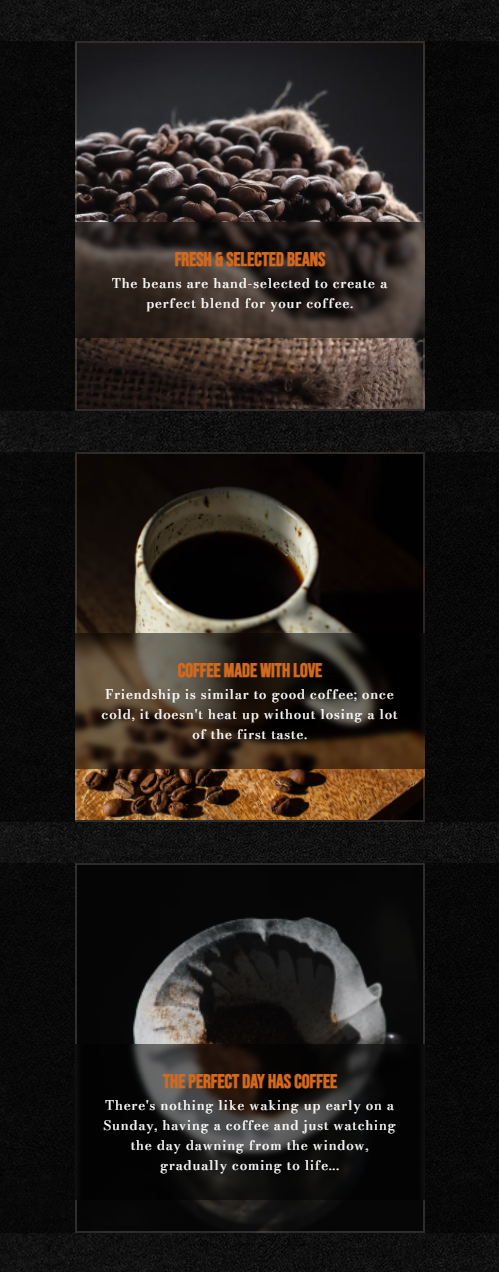 FRESH & SELECTED BEANS
The beans are hand-selected to create a
perfect blend for your coffee.
COFFEE MADE WITH LOVE
Friendship is similar to good coffee; once
cold, it doesn't heat up without losing a lot
of the first taste.
THE PERFECT DAY HAS COFFEE
There's nothing like waking up early on a
Sunday, having a coffee and just watching
the day dawning from the window,
gradually coming to life...